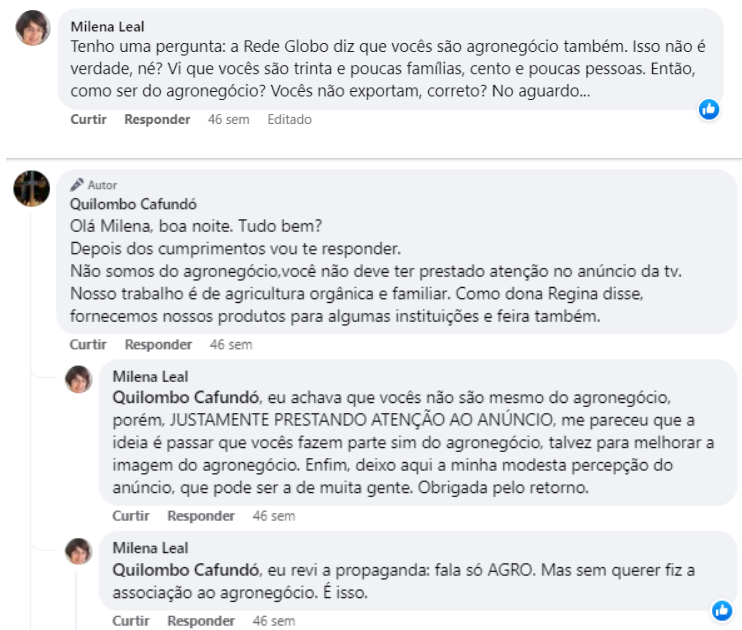 Milena Leal
Tenho uma pergunta: a Rede Globo diz que vocês são agronegócio também. Isso não é
verdade, né? Vi que vocês são trinta e poucas famílias, cento e poucas pessoas. Então,
como ser do agronegócio? Vocês não exportam, correto? No aguardo...
Curtir Responder 46 sem Editado
Autor
Quilombo Cafundó
Olá Milena, boa noite. Tudo bem?
Depois dos cumprimentos vou te responder.
Não somos do agronegócio,você não deve ter prestado atenção no anúncio da tv.
Nosso trabalho é de agricultura orgânica e familiar. Como dona Regina disse,
fornecemos nossos produtos para algumas instituições e feira também.
Curtir Responder 46 sem
Milena Leal
Quilombo Cafundó, eu achava que vocês não são mesmo do agronegócio,
porém, JUSTAMENTE PRESTANDO ATENÇÃO AO ANÚNCIO, me pareceu que a
ideia é passar que vocês fazem parte sim do agronegócio, talvez para melhorar a
imagem do agronegócio. Enfim, deixo aqui a minha modesta percepção do
anúncio, que pode ser a de muita gente. Obrigada pelo retorno.
Curtir Responder 46 sem
Milena Leal
Quilombo Cafundó, eu revi a propaganda: fala só AGRO. Mas sem querer fiz a
associação ao agronegócio. É isso.
Curtir Responder 46 sem